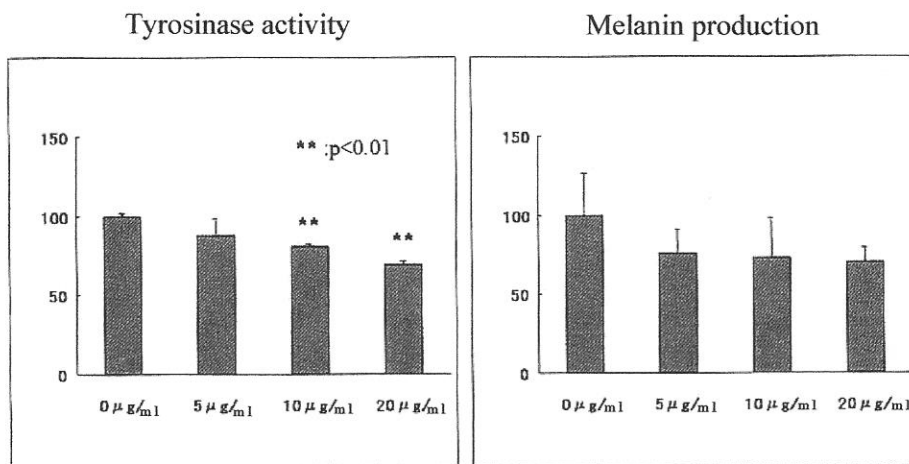 Tyrosinase activity
150
** :p<0.01
100
**
**
50
0
0 μg/ml
5 μg/ml
10 μg/ml
20 μg/ml
Melanin production
150
100
50
0
0 μg/ml
5 μg/ml
10 μg/ml
20 μg/ml